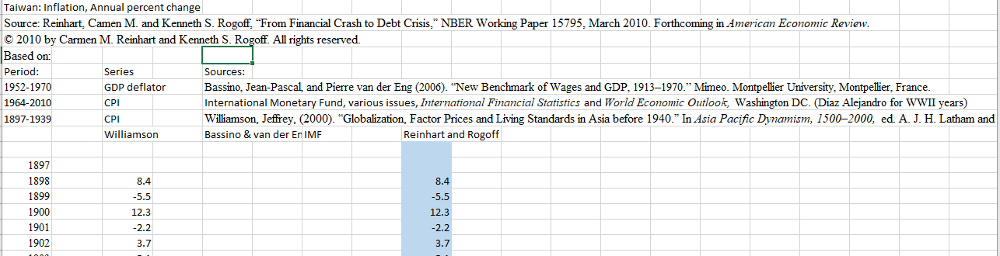 Taiwan: Inflation, Annual percent change
Source: Reinhart, Camen M. and Kenneth S. Rogoff, “From Financial Crash to Debt Crisis,” NBER Working Paper 15795, March 2010. Forthcoming in American Economic Review.
© 2010 by Carmen M. Reinhart and Kenneth S. Rogoff. All rights reserved.
Based on:
Period: Series Sources:
1952-1970 GDP deflator Bassino, Jean-Pascal, and Pierre van der Eng (2006). “New Benchmark of Wages and GDP, 1913–1970.” Mimeo. Montpellier University, Montpellier, France.
1964-2010 CPI International Monetary Fund, various issues, International Financial Statistics and World Economic Outlook, Washington DC. (Diaz Alejandro for WWII years)
1897-1939 CPI Williamson, Jeffrey, (2000). “Globalization, Factor Prices and Living Standards in Asia before 1940.” In Asia Pacific Dynamism, 1500–2000, ed. A. J. H. Latham and
Williamson Bassino & van der En IMF Reinhart and Rogoff
1897
1898 8.4 8.4
1899 -5.5 -5.5
1900 12.3 12.3
1901 -2.2 -2.2
1902 3.7 3.7